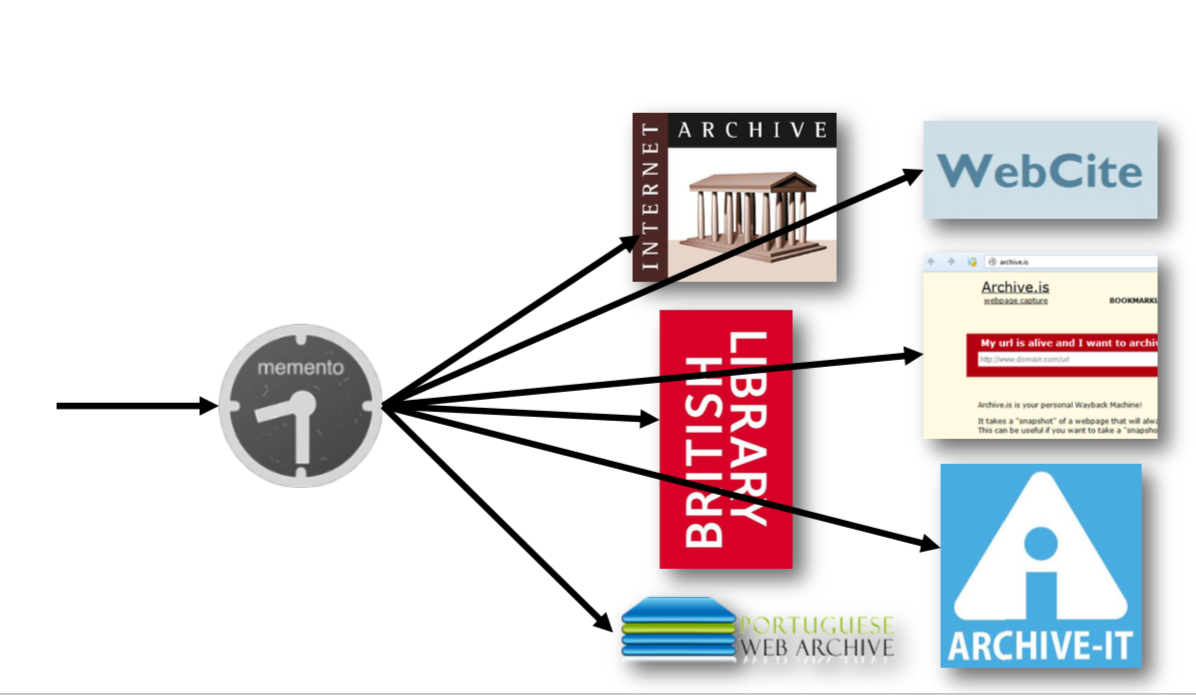 memento
INTERNET
ARCHIVE
WebCite
archive.is
Archive.is
webpage capture
BOOKMARKL
My url is alive and I want to archiv
http://www.domain.com/url
Archive.is is your personal Wayback Machine!
It takes a "snapshot" of a webpage that will alwa
This can be useful if you want to take a "snapsho
BRITISH
LIBRARY
ARCHIVE-IT
PORTUGUESE
WEB ARCHIVE